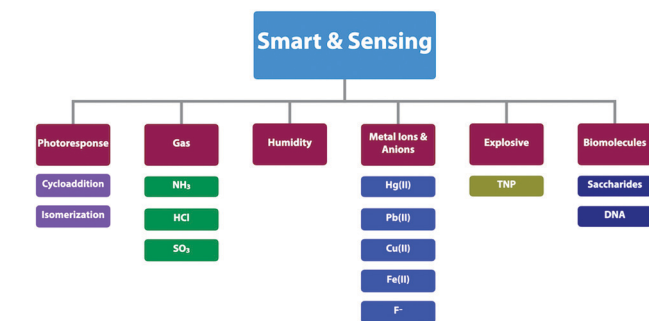 Smart & Sensing
Photoresponse
Cycloaddition
Isomerization
Gas
NH₃
HCl
SO₃
Humidity
Metal Ions &
Anions
Hg(II)
Pb(II)
Cu(II)
Fe(II)
F⁻
Explosive
TNP
Biomolecules
Saccharides
DNA